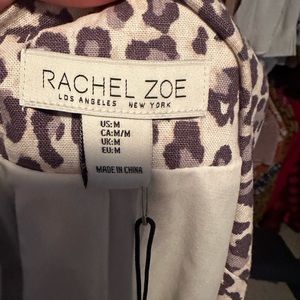 RACHEL ZOE
LOS ANGELES NEW YORK
US:M
CA:M/M
UK:M
EU:M
MADE IN CHINA